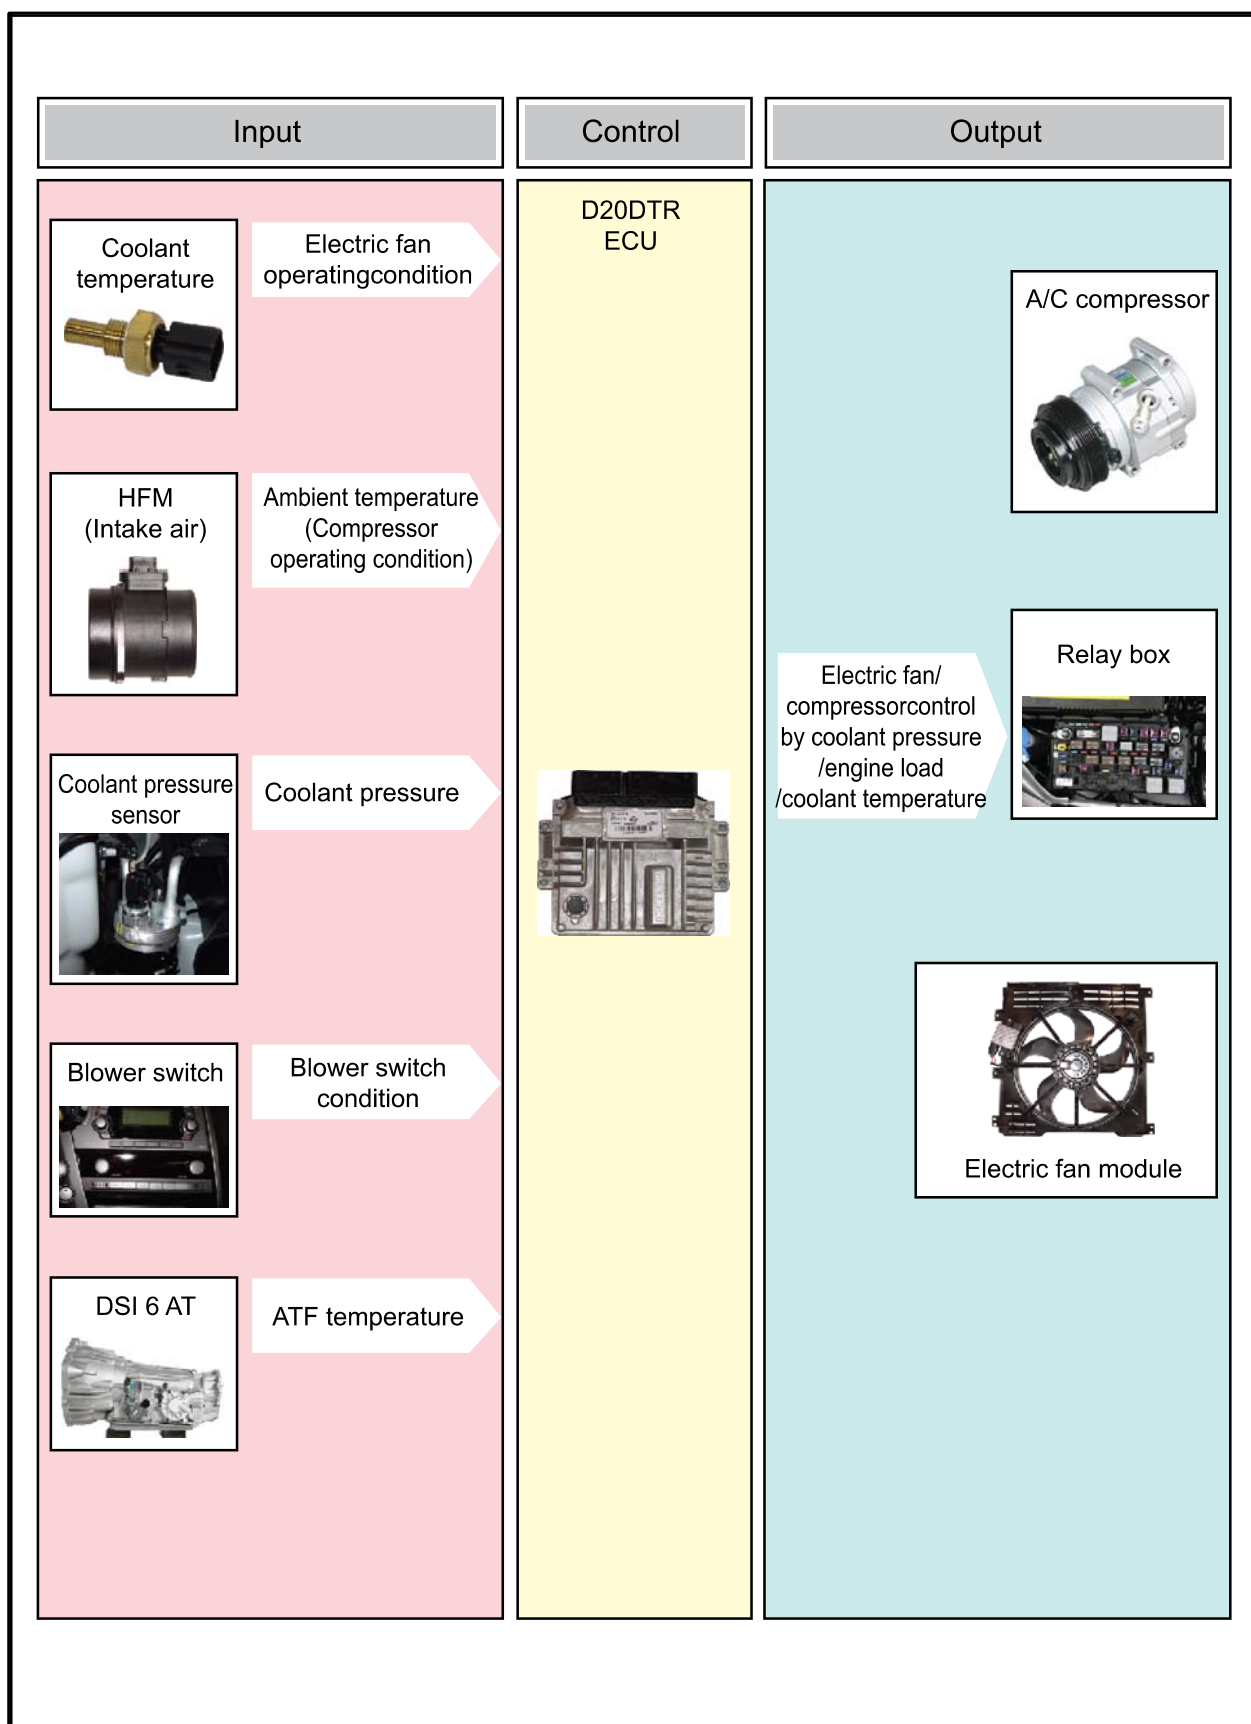 Input
Control
Output
Coolant
temperature
Electric fan
operatingcondition
HFM
(Intake air)
Ambient temperature
(Compressor
operating condition)
Coolant pressure
sensor
Coolant pressure
Blower switch
Blower switch
condition
DSI 6 AT
ATF temperature
D20DTR
ECU
A/C compressor
Electric fan/
compressorcontrol
by coolant pressure
/engine load
/coolant temperature
Relay box
Electric fan module